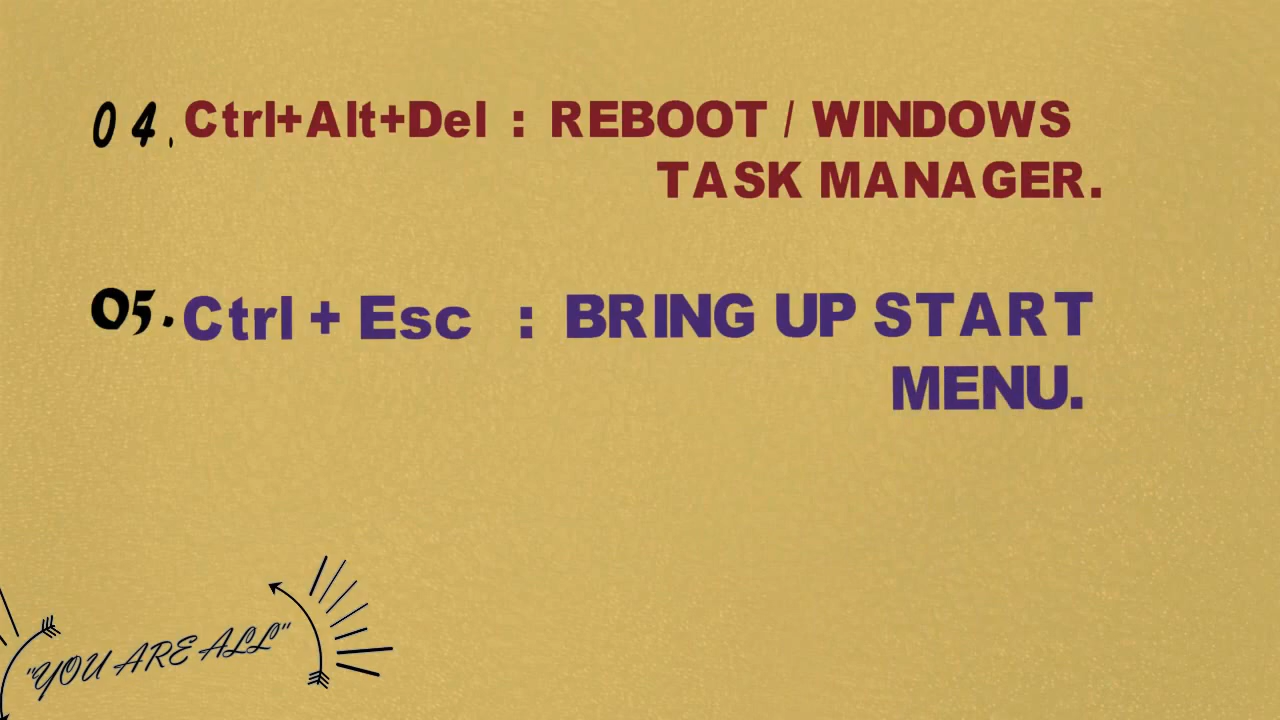 04. Ctrl+Alt+Del : REBOOT / WINDOWS
TASK MANAGER.
05. Ctrl + Esc : BRING UP START
MENU.
"YOU ARE ALL"